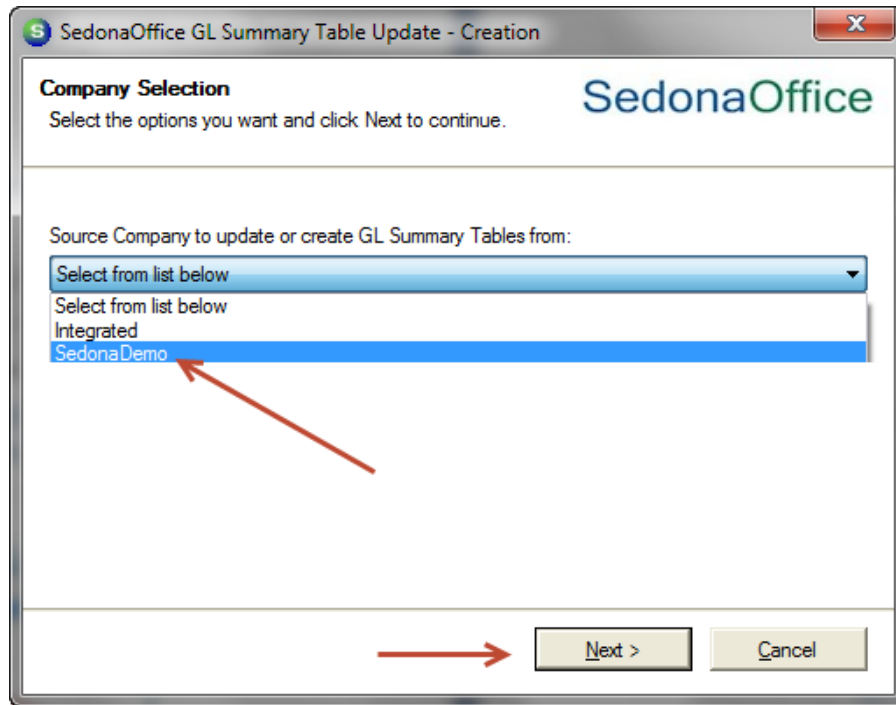 SedonaOffice GL Summary Table Update - Creation
Company Selection
Select the options you want and click Next to continue.
SedonaOffice
Source Company to update or create GL Summary Tables from:
Select from list below
Select from list below
Integrated
SedonaDemo
Next >
Cancel